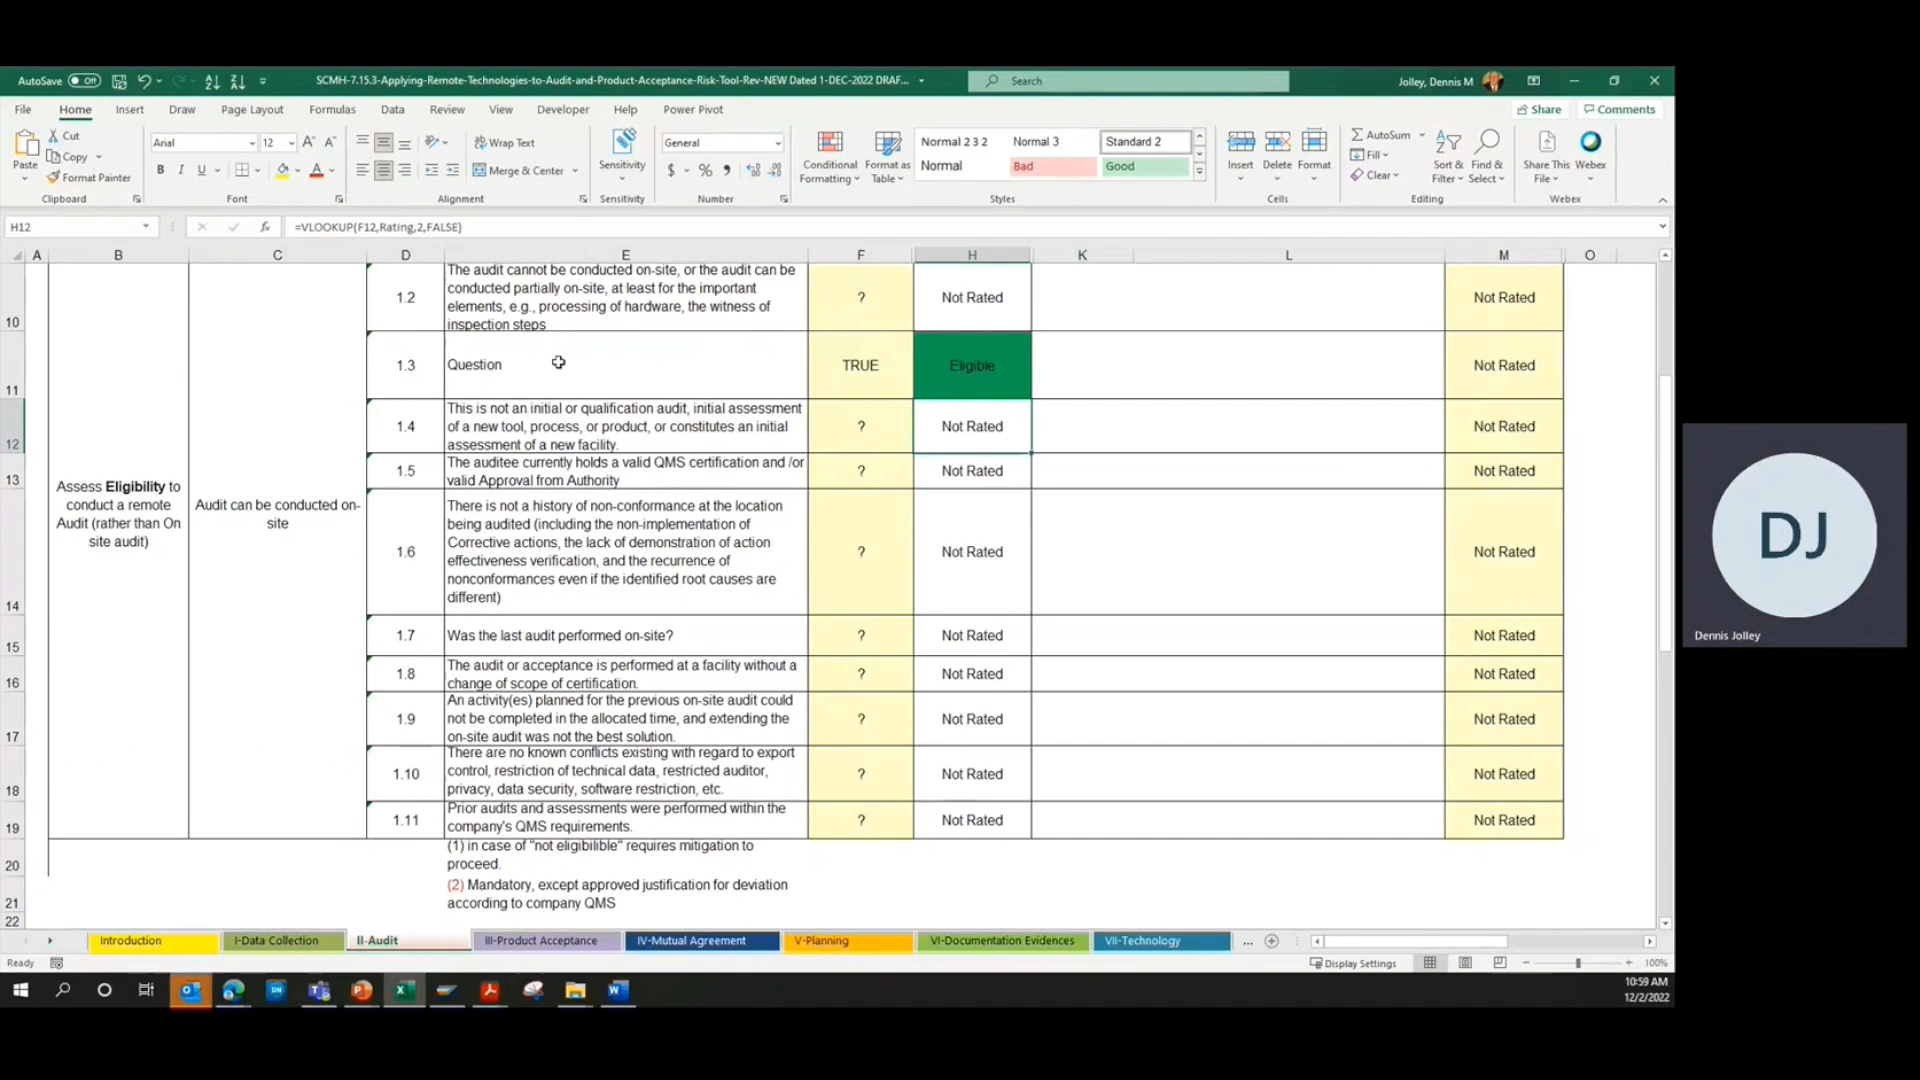 AutoSave Off
SCMH-7.15.3-Applying-Remote-Technologies-to-Audit-and-Product-Acceptance-Risk-Tool-Rev-NEW Dated 1-DEC-2022 DRAF...
Search
Jolley, Dennis M
File Home Insert Draw Page Layout Formulas Data Review View Developer Help Power Pivot
Share Comments
Paste
Cut
Copy
Format Painter
Clipboard
Arial 12
B I U
Font
Wrap Text
Merge & Center
Alignment
Sensitivity
Sensitivity
General
$ %
Number
Conditional Formatting
Format as Table
Normal 2 3 2 Normal 3 Standard 2
Normal Bad Good
Styles
Insert Delete Format
Cells
AutoSum
Fill
Clear
Sort & Filter
Find & Select
Editing
Share This File
Webex
Webex
H12
fx
=VLOOKUP(F12,Rating,2,FALSE)
A B C D E F H K L M O
Assess Eligibility to
conduct a remote
Audit (rather than On
site audit)
Audit can be conducted on-
site
10
1.2
The audit cannot be conducted on-site, or the audit can be
conducted partially on-site, at least for the important
elements, e.g., processing of hardware, the witness of
inspection steps
? Not Rated Not Rated
11
1.3 Question TRUE Eligible Not Rated
12
1.4
This is not an initial or qualification audit, initial assessment
of a new tool, process, or product, or constitutes an initial
assessment of a new facility.
? Not Rated Not Rated
13
1.5
The auditee currently holds a valid QMS certification and /or
valid Approval from Authority
? Not Rated Not Rated
14
1.6
There is not a history of non-conformance at the location
being audited (including the non-implementation of
Corrective actions, the lack of demonstration of action
effectiveness verification, and the recurrence of
nonconformances even if the identified root causes are
different)
? Not Rated Not Rated
15
1.7 Was the last audit performed on-site? ? Not Rated Not Rated
16
1.8
The audit or acceptance is performed at a facility without a
change of scope of certification.
? Not Rated Not Rated
17
1.9
An activity(es) planned for the previous on-site audit could
not be completed in the allocated time, and extending the
on-site audit was not the best solution.
? Not Rated Not Rated
18
1.10
There are no known conflicts existing with regard to export
control, restriction of technical data, restricted auditor,
privacy, data security, software restriction, etc.
? Not Rated Not Rated
19
1.11
Prior audits and assessments were performed within the
company's QMS requirements.
? Not Rated Not Rated
20
(1) in case of "not eligibilible" requires mitigation to
proceed.
21
(2) Mandatory, except approved justification for deviation
according to company QMS
22
Introduction I-Data Collection II-Audit III-Product Acceptance IV-Mutual Agreement V-Planning VI-Documentation Evidences VII-Technology ...
Ready
Display Settings
100%
10:59 AM
12/2/2022
DJ
Dennis Jolley